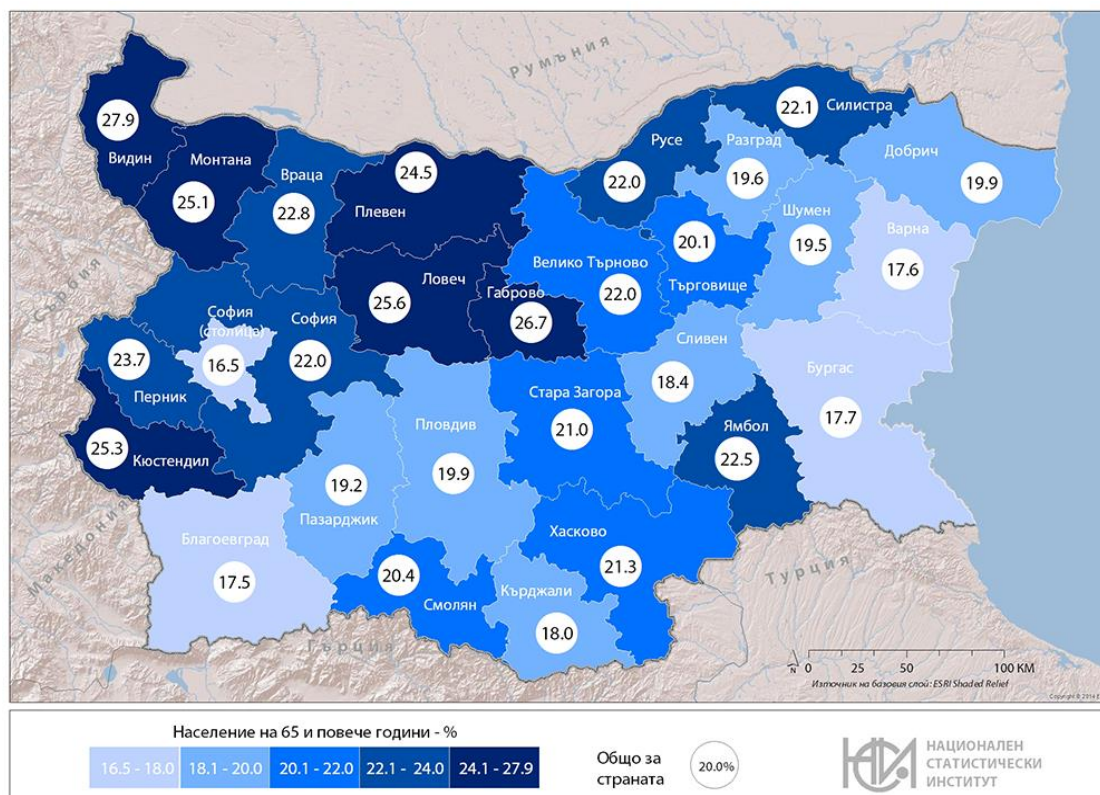 Румъния
Сърбия
Македония
Гърция
Турция
27.9
Видин
Монтана
25.1
Враца
22.8
24.5
Плевен
Ловеч
25.6
Габрово
26.7
Велико Търново
22.0
Русе
22.0
Разград
19.6
22.1
Силистра
Добрич
19.9
Шумен
19.5
Варна
17.6
20.1
Търговище
София
(столица)
16.5
София
22.0
23.7
Перник
25.3
Кюстендил
Благоевград
17.5
19.2
Пазарджик
Пловдив
19.9
Стара Загора
21.0
Сливен
18.4
Ямбол
22.5
Бургас
17.7
Хасково
21.3
20.4
Смолян
Кърджали
18.0
N
0 25 50 100 KM
Източник на базовия слой: ESRI Shaded Relief
Copyright © 2014 E
Население на 65 и повече години - %
16.5 - 18.0 18.1 - 20.0 20.1 - 22.0 22.1 - 24.0 24.1 - 27.9
Общо за
страната
20.0%
НСИ
НАЦИОНАЛЕН
СТАТИСТИЧЕСКИ
ИНСТИТУТ